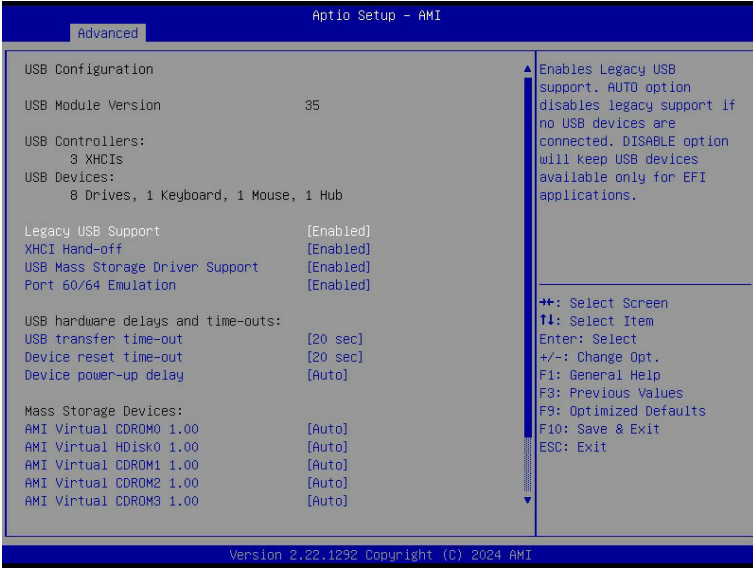 Aptio Setup - AMI
Advanced
USB Configuration
USB Module Version 35
USB Controllers:
3 XHCIs
USB Devices:
8 Drives, 1 Keyboard, 1 Mouse, 1 Hub
Legacy USB Support [Enabled]
XHCI Hand-off [Enabled]
USB Mass Storage Driver Support [Enabled]
Port 60/64 Emulation [Enabled]
USB hardware delays and time-outs:
USB transfer time-out [20 sec]
Device reset time-out [20 sec]
Device power-up delay [Auto]
Mass Storage Devices:
AMI Virtual CDROM0 1.00 [Auto]
AMI Virtual HDisk0 1.00 [Auto]
AMI Virtual CDROM1 1.00 [Auto]
AMI Virtual CDROM2 1.00 [Auto]
AMI Virtual CDROM3 1.00 [Auto]
Enables Legacy USB
support. AUTO option
disables legacy support if
no USB devices are
connected. DISABLE option
will keep USB devices
available only for EFI
applications.
→←: Select Screen
↑↓: Select Item
Enter: Select
+/-: Change Opt.
F1: General Help
F3: Previous Values
F9: Optimized Defaults
F10: Save & Exit
ESC: Exit
Version 2.22.1292 Copyright (C) 2024 AMI